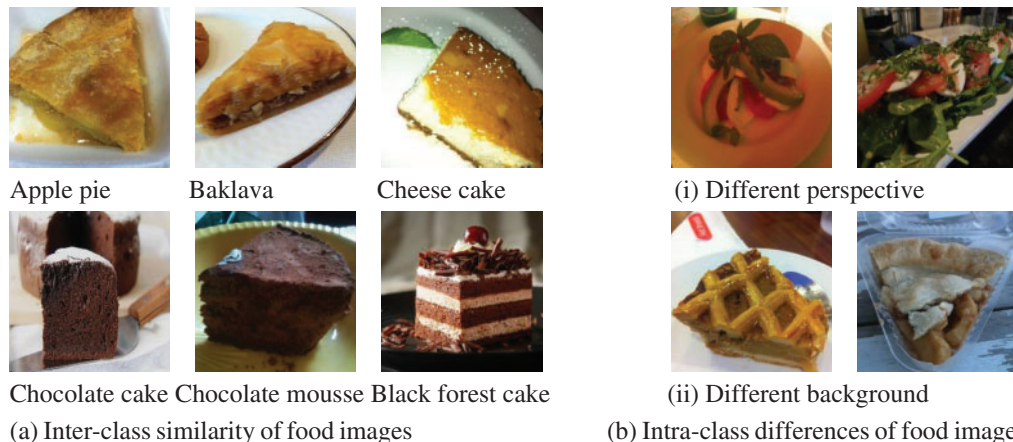 Apple pie Baklava Cheese cake
(i) Different perspective
Chocolate cake Chocolate mousse Black forest cake
(ii) Different background
(a) Inter-class similarity of food images
(b) Intra-class differences of food image